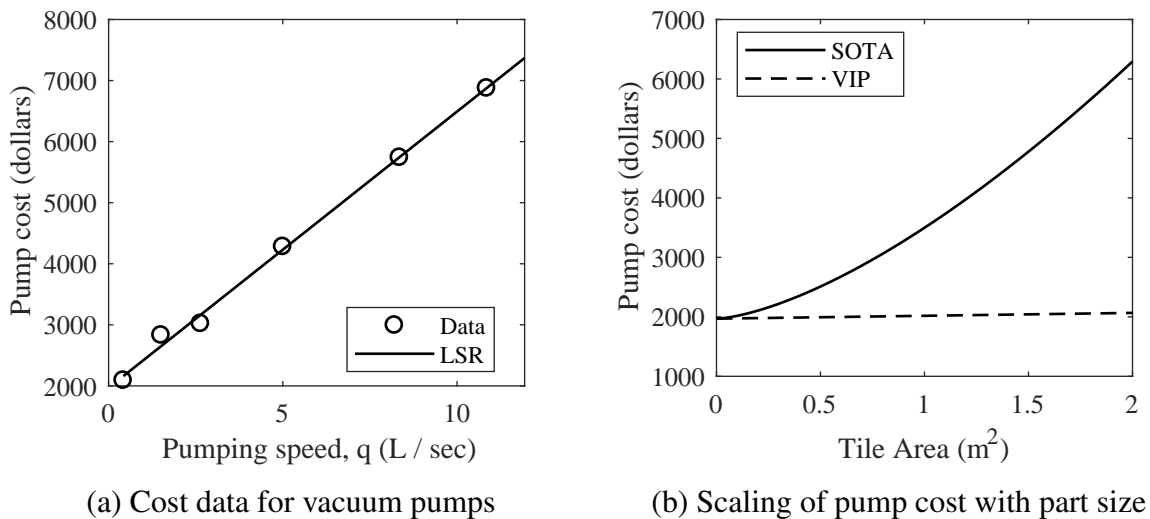 8000
7000
6000
5000
4000
3000
2000
Pump cost (dollars)
Data
LSR
0
5
10
Pumping speed, q (L / sec)
(a) Cost data for vacuum pumps
7000
6000
5000
4000
3000
2000
1000
Pump cost (dollars)
SOTA
VIP
0
0.5
1
1.5
2
Tile Area (m²)
(b) Scaling of pump cost with part size